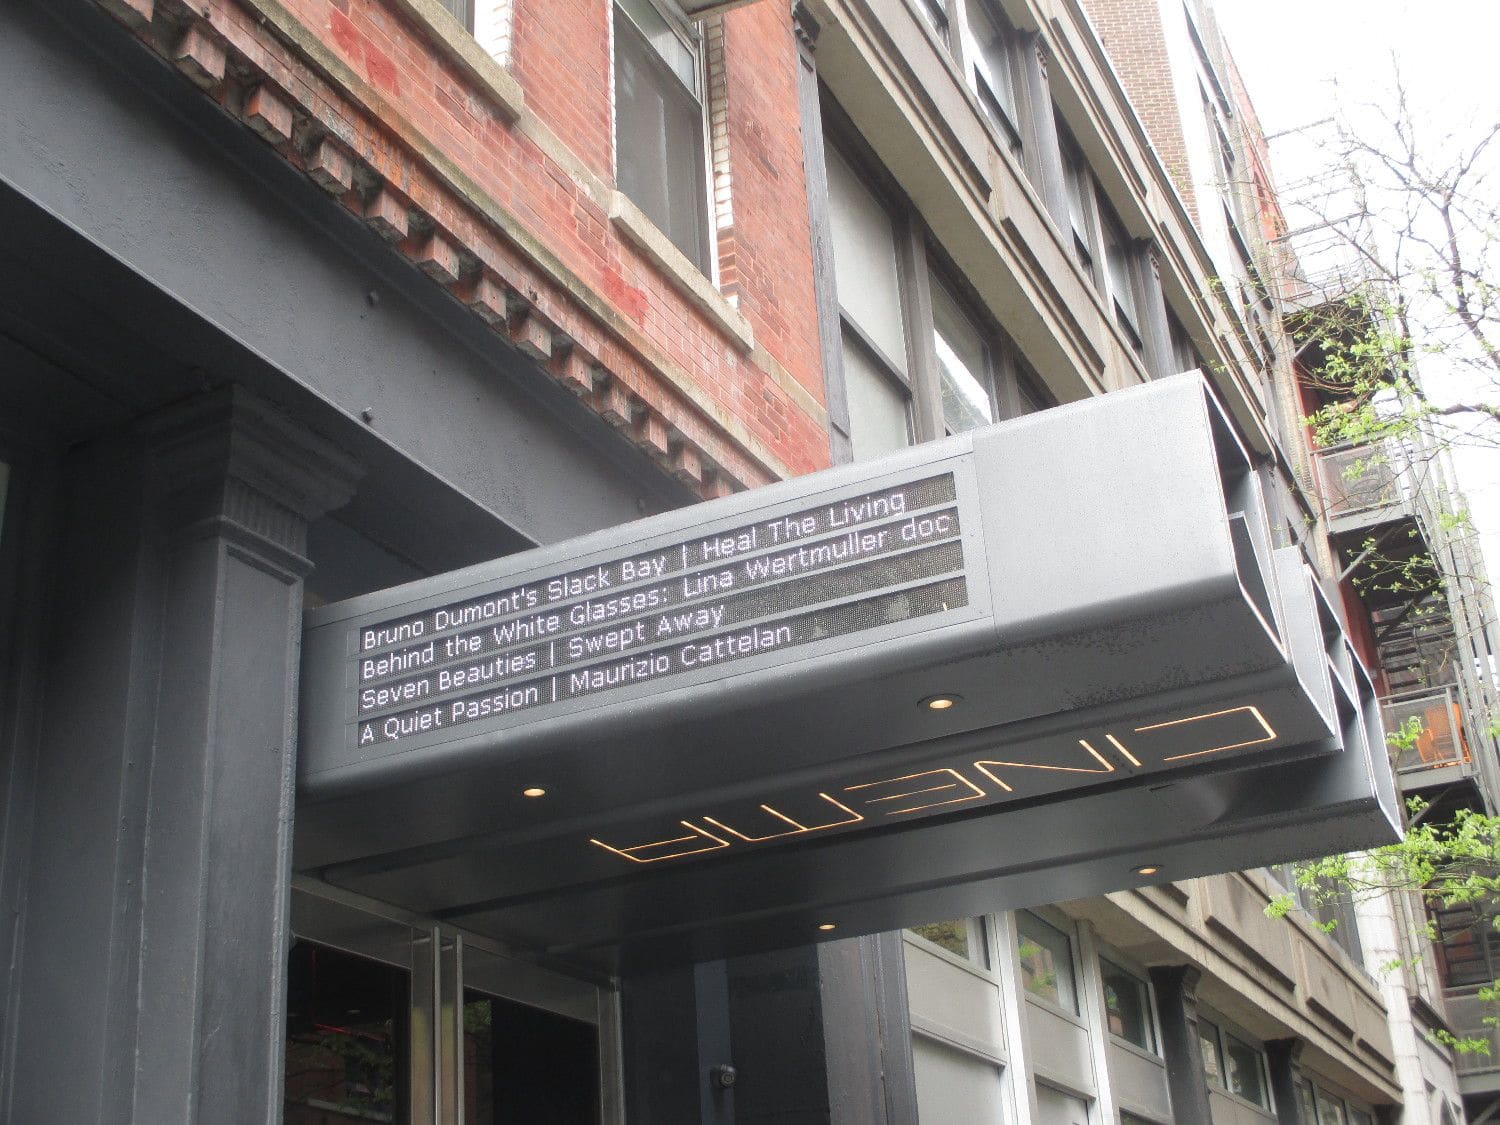 Bruno Dumont's Slack Bay | Heal The Living
Behind the White Glasses: Lina Wertmuller doc
Seven Beauties | Swept Away
A Quiet Passion | Maurizio Cattelan
CINEMA